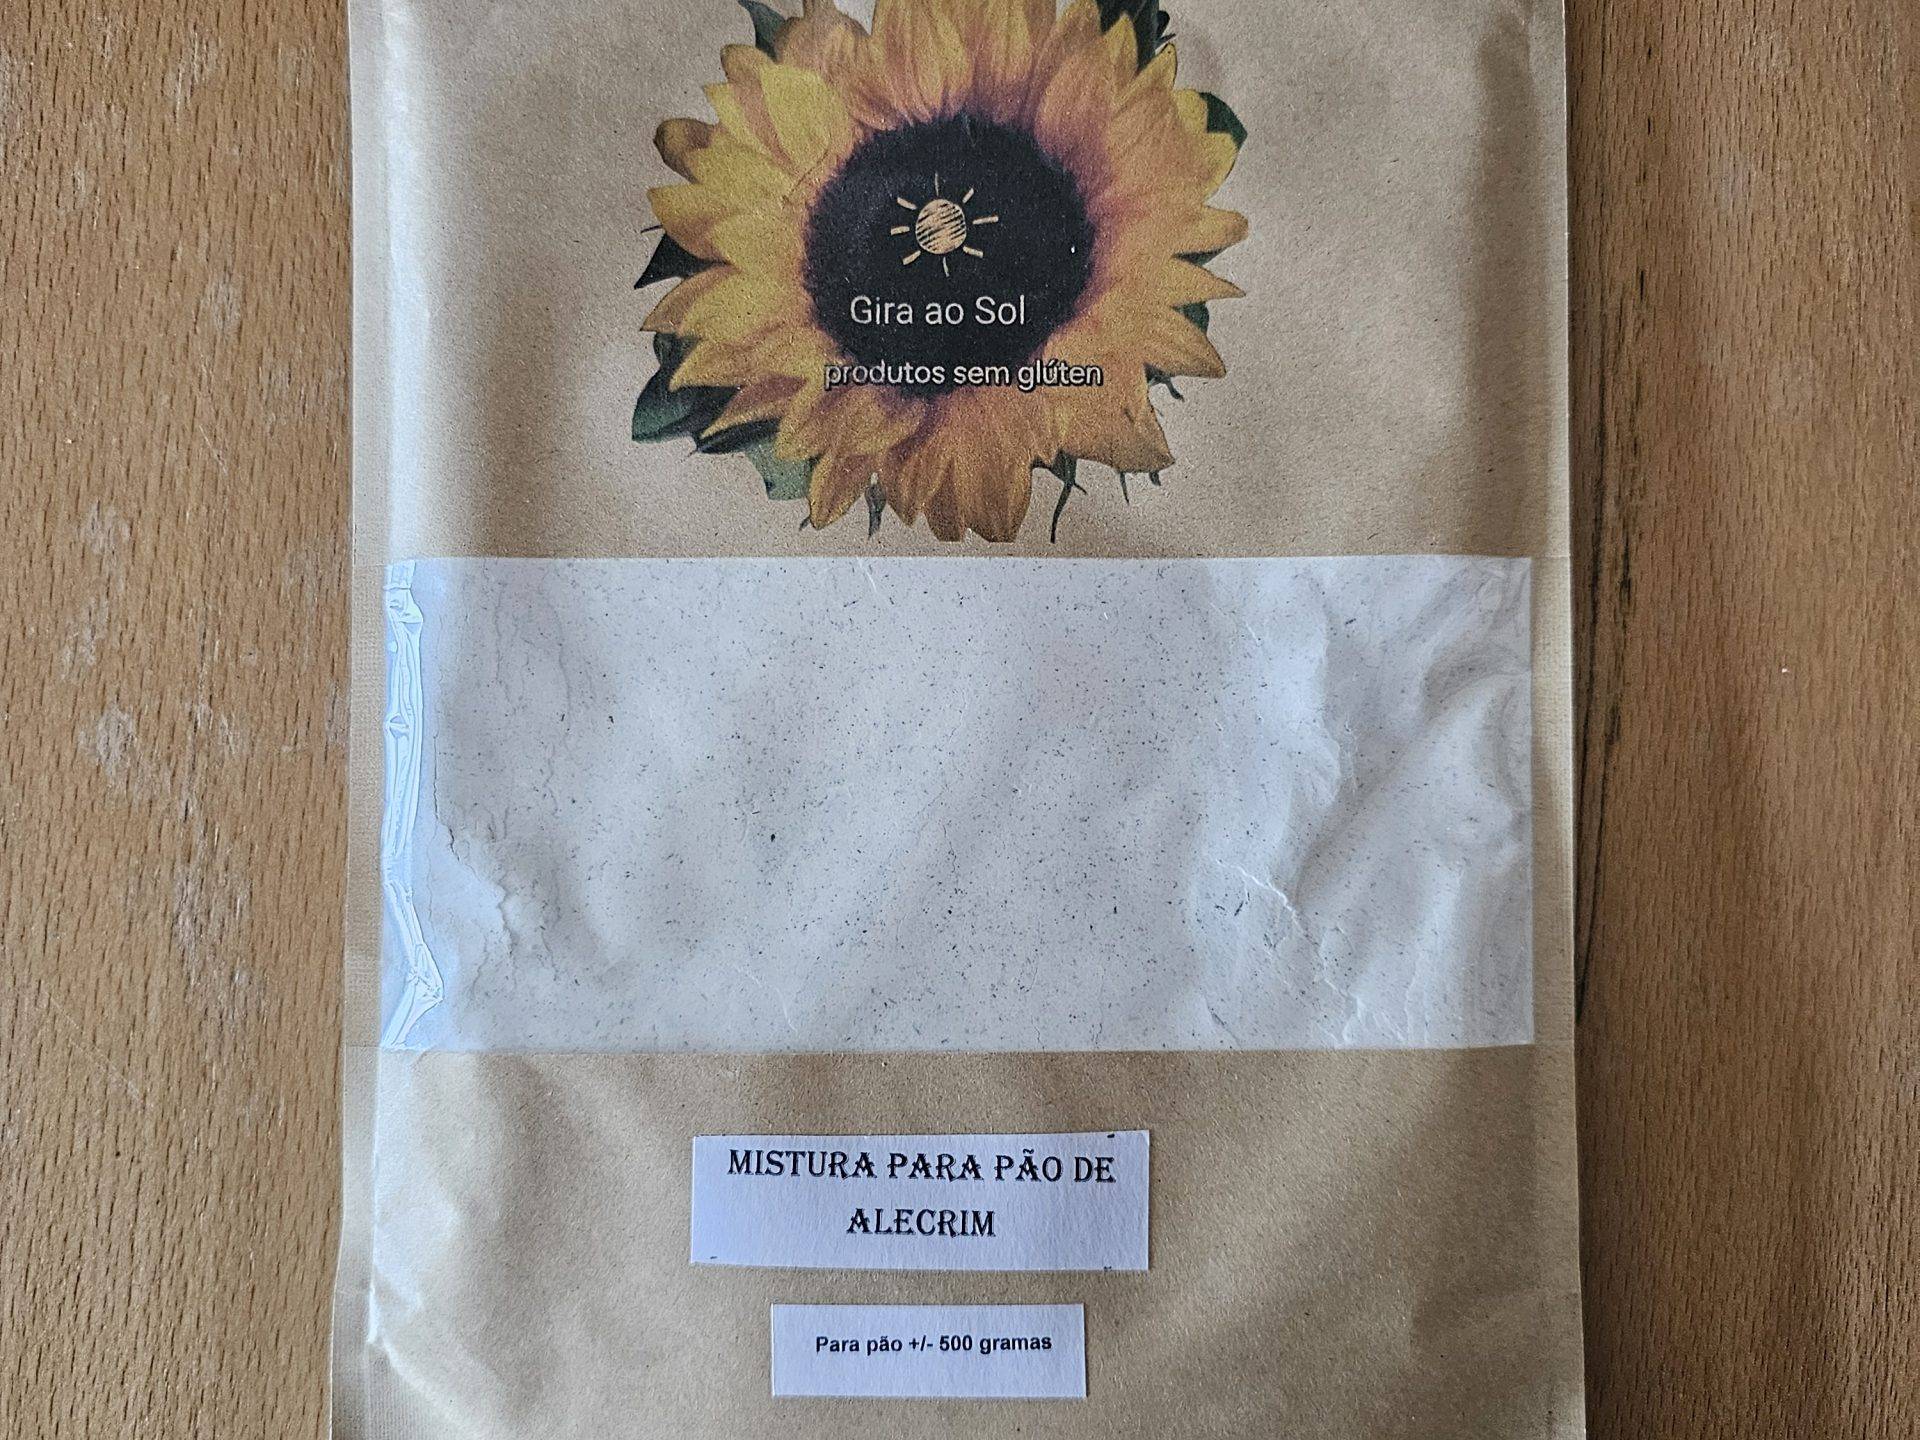 Gira ao Sol
produtos sem glúten
MISTURA PARA PÃO DE
ALECRIM
Para pão +/- 500 gramas